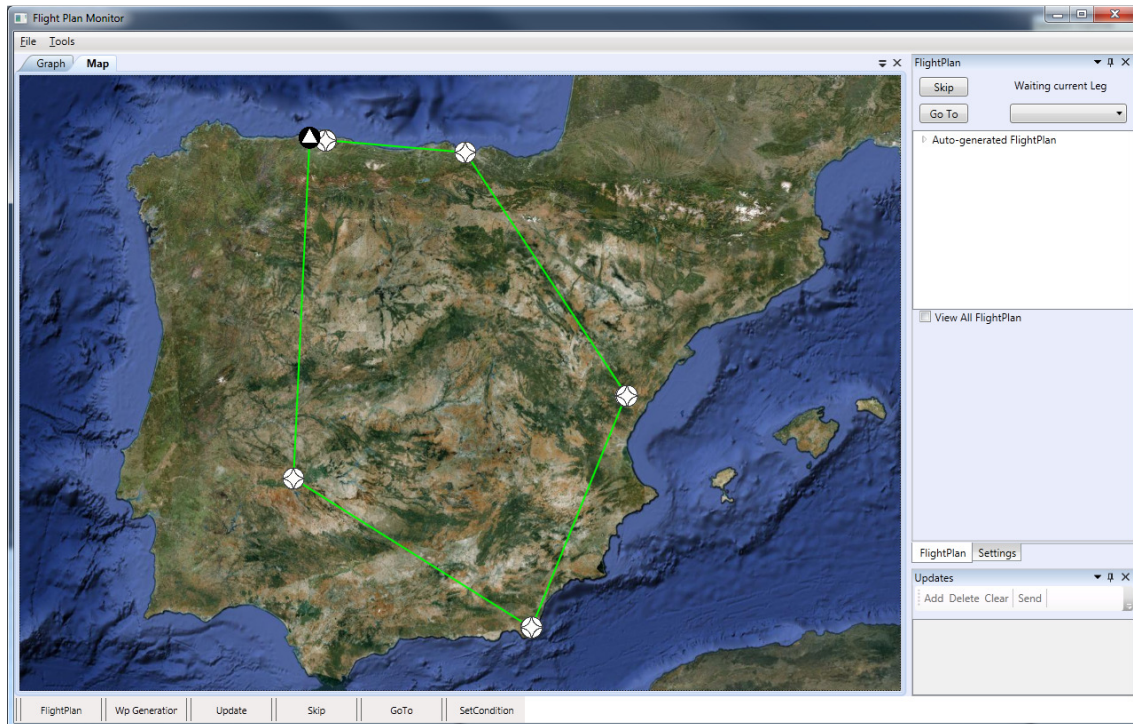 Flight Plan Monitor
File Tools
Graph Map
FlightPlan
Skip Waiting current Leg
Go To
Auto-generated FlightPlan
View All FlightPlan
FlightPlan Settings
Updates
Add Delete Clear Send
FlightPlan Wp Generation Update Skip GoTo SetCondition